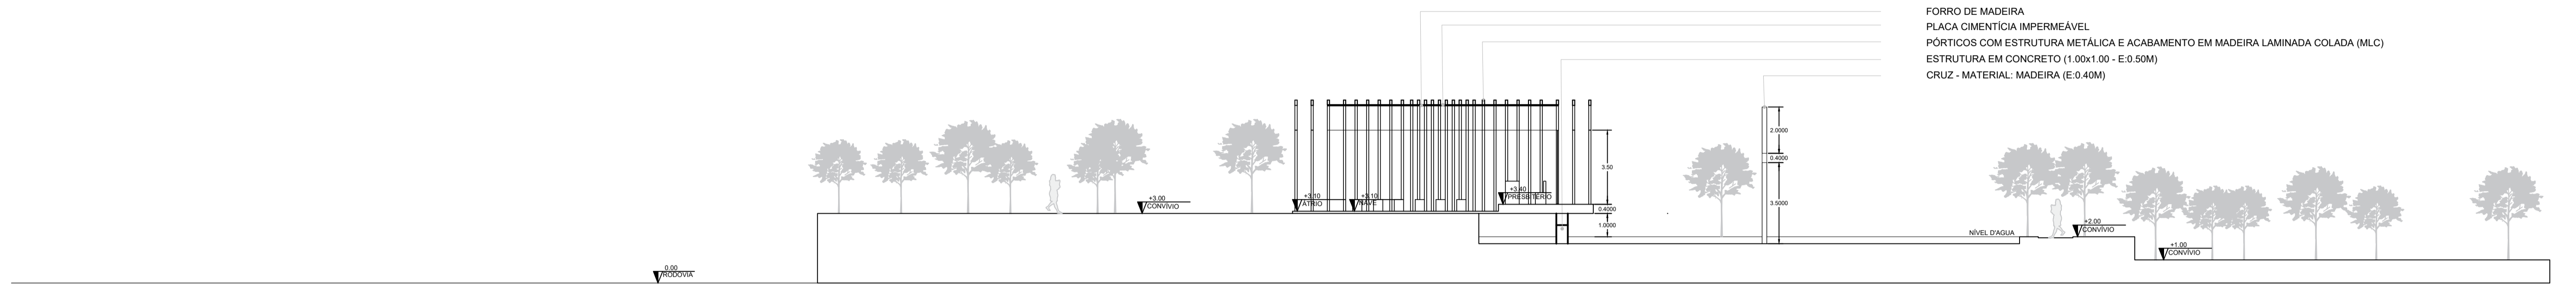 FORRO DE MADEIRA
PLACA CIMENTÍCIA IMPERMEÁVEL
PÓRTICOS COM ESTRUTURA METÁLICA E ACABAMENTO EM MADEIRA LAMINADA COLADA (MLC)
ESTRUTURA EM CONCRETO (1.00x1.00 - E:0.50M)
CRUZ - MATERIAL: MADEIRA (E:0.40M)
2.0000
0.4000
3.5000
3.50
0.4000
1.0000
+3.00
CONVÍVIO
+3.10
ÁTRIO
+3.10
NAVE
+3.40
PRESBITÉRIO
NÍVEL D'AGUA
+2.00
CONVÍVIO
+1.00
CONVÍVIO
0.00
RODOVIA